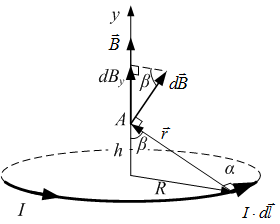 y
B⃗
dB_y β dB⃗
A
r⃗
h β α
R
I I·dl⃗